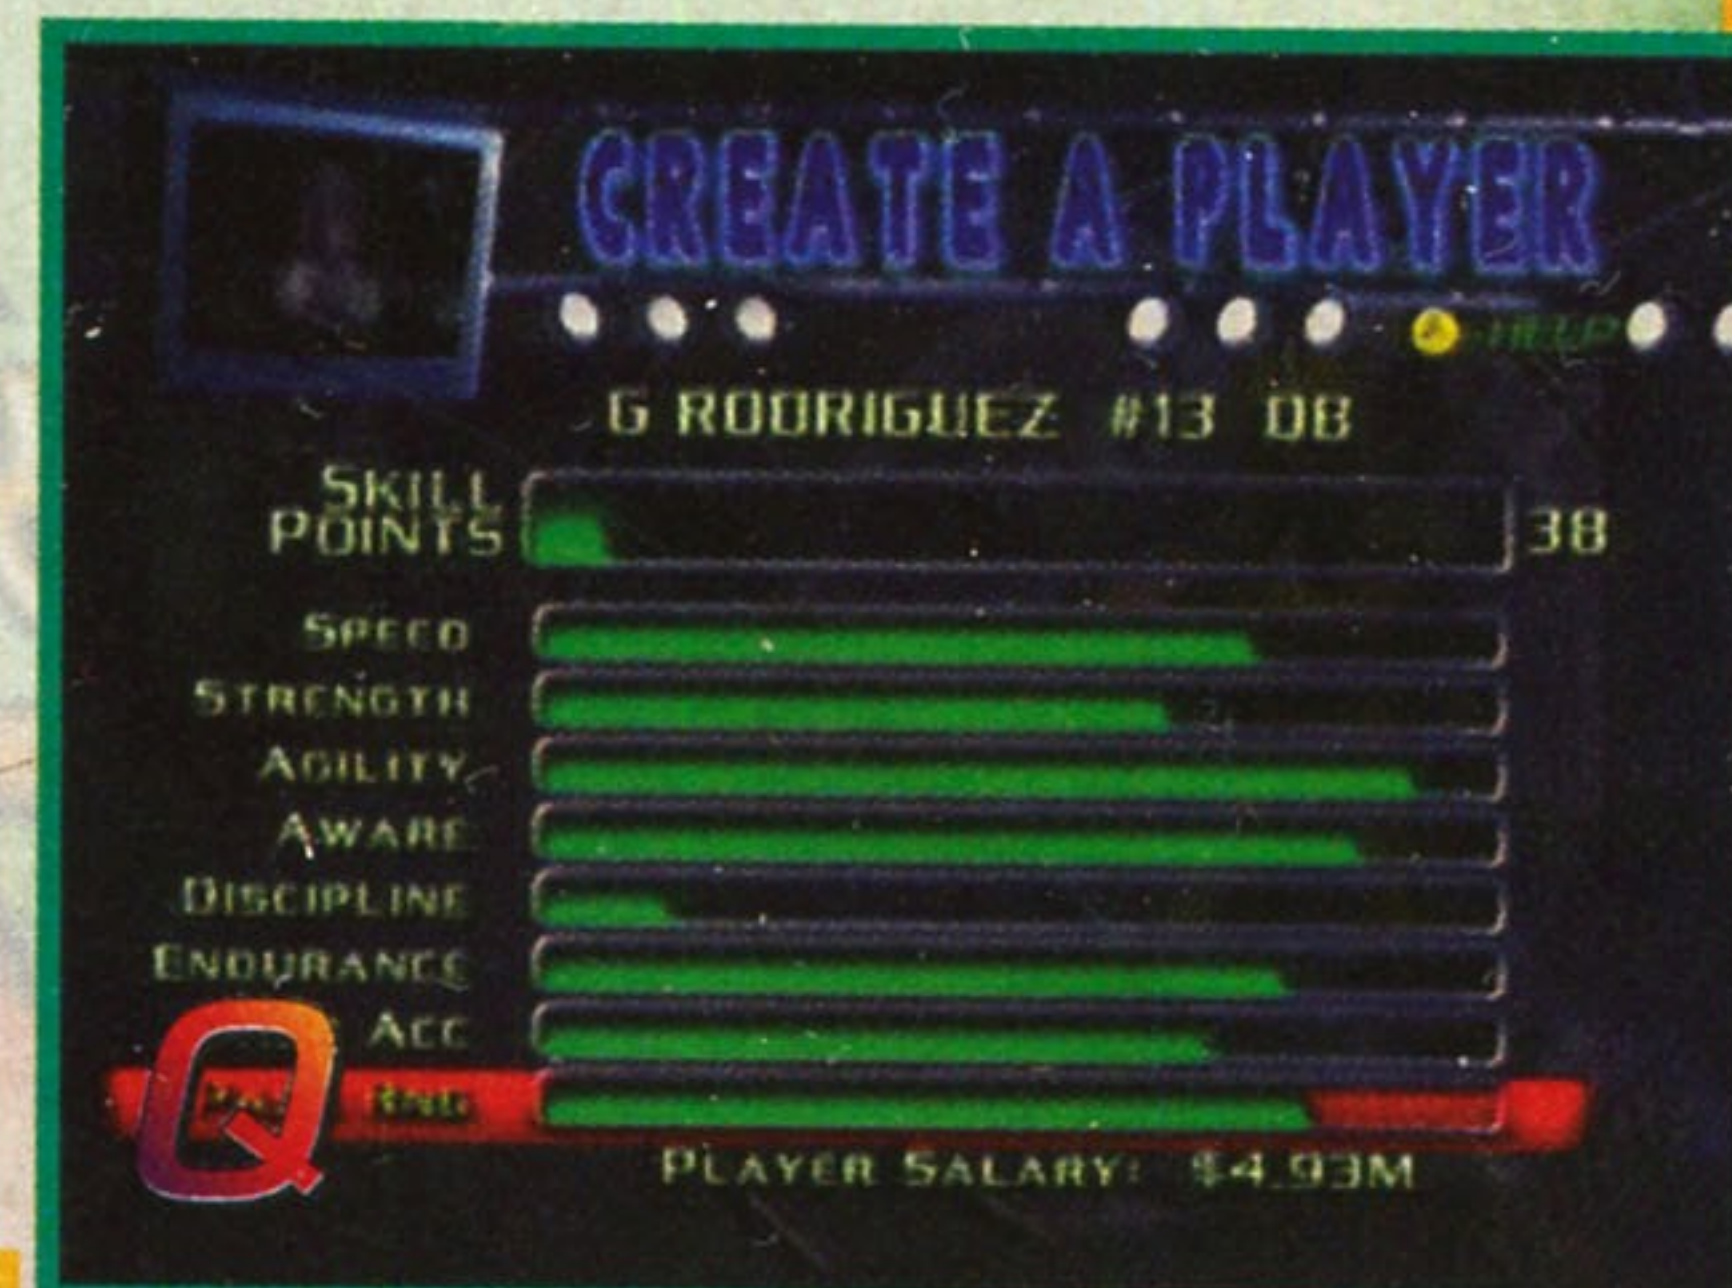 CREATE A PLAYER
HELP
G RODRIGUEZ #13 DB
SKILL
POINTS 38
SPEED
STRENGTH
AGILITY
AWARE
DISCIPLINE
ENDURANCE
ACC
RNG
Q
PLAYER SALARY: $4.93M